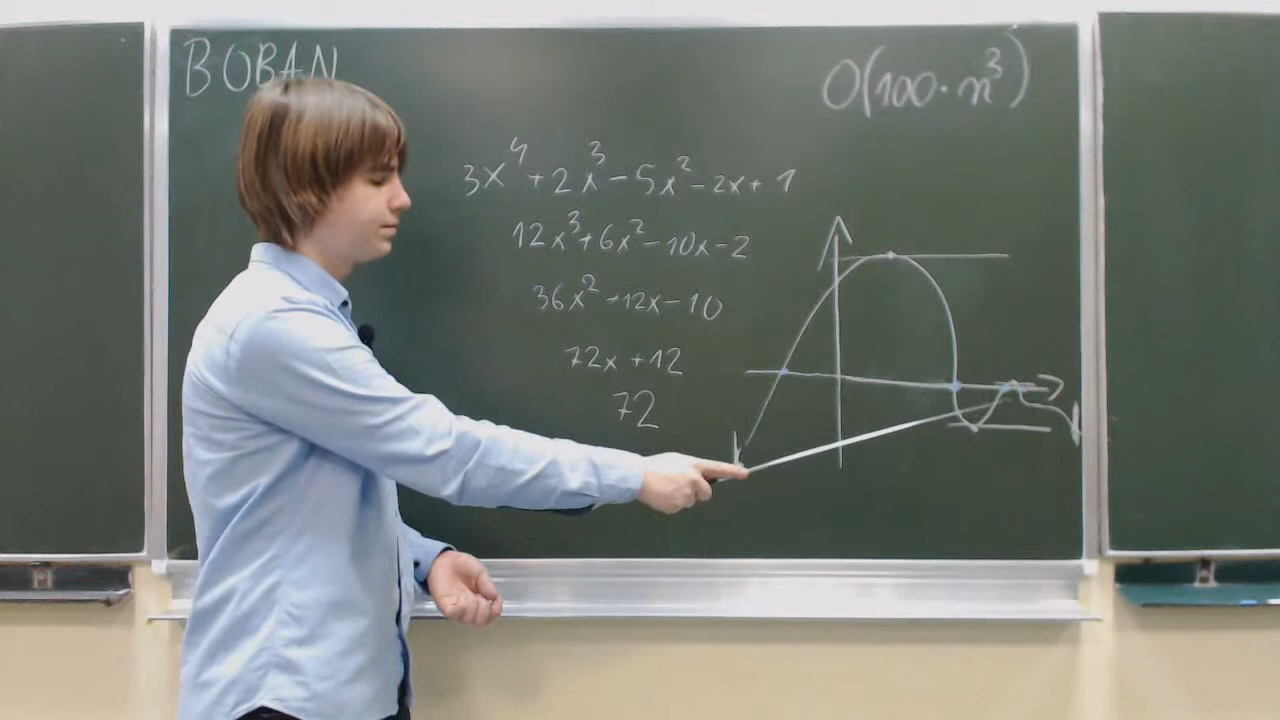 BOBAN
O(100·n³)
3x⁴+2x³-5x²-2x+1
12x³+6x²-10x-2
36x²+12x-10
72x+12
72